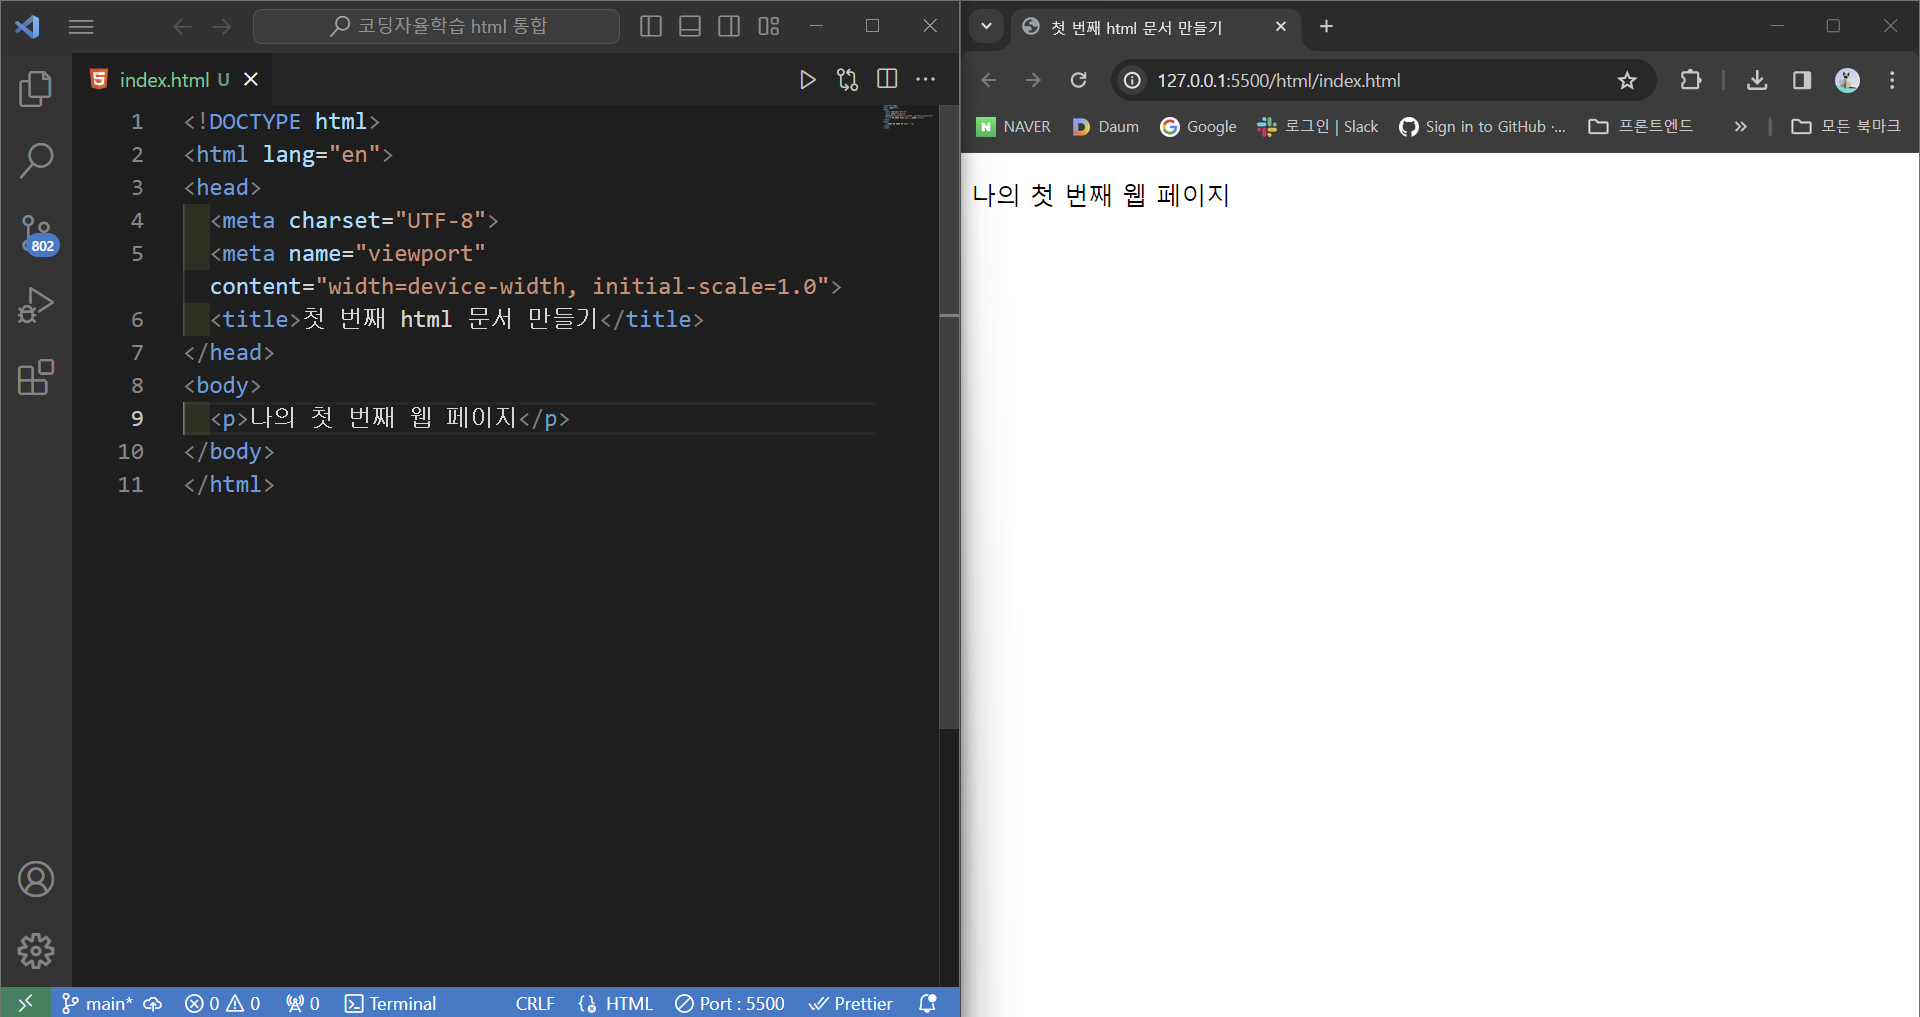 코딩자율학습 html 통합
index.html U
1 <!DOCTYPE html>
2 <html lang="en">
3 <head>
4 <meta charset="UTF-8">
5 <meta name="viewport"
content="width=device-width, initial-scale=1.0">
6 <title>첫 번째 html 문서 만들기</title>
7 </head>
8 <body>
9 <p>나의 첫 번째 웹 페이지</p>
10 </body>
11 </html>
802
main* 0 0 0 Terminal CRLF HTML Port : 5500 Prettier
첫 번째 html 문서 만들기
127.0.0.1:5500/html/index.html
NAVER Daum Google 로그인 | Slack Sign in to GitHub ·... 프론트엔드 » 모든 북마크
나의 첫 번째 웹 페이지